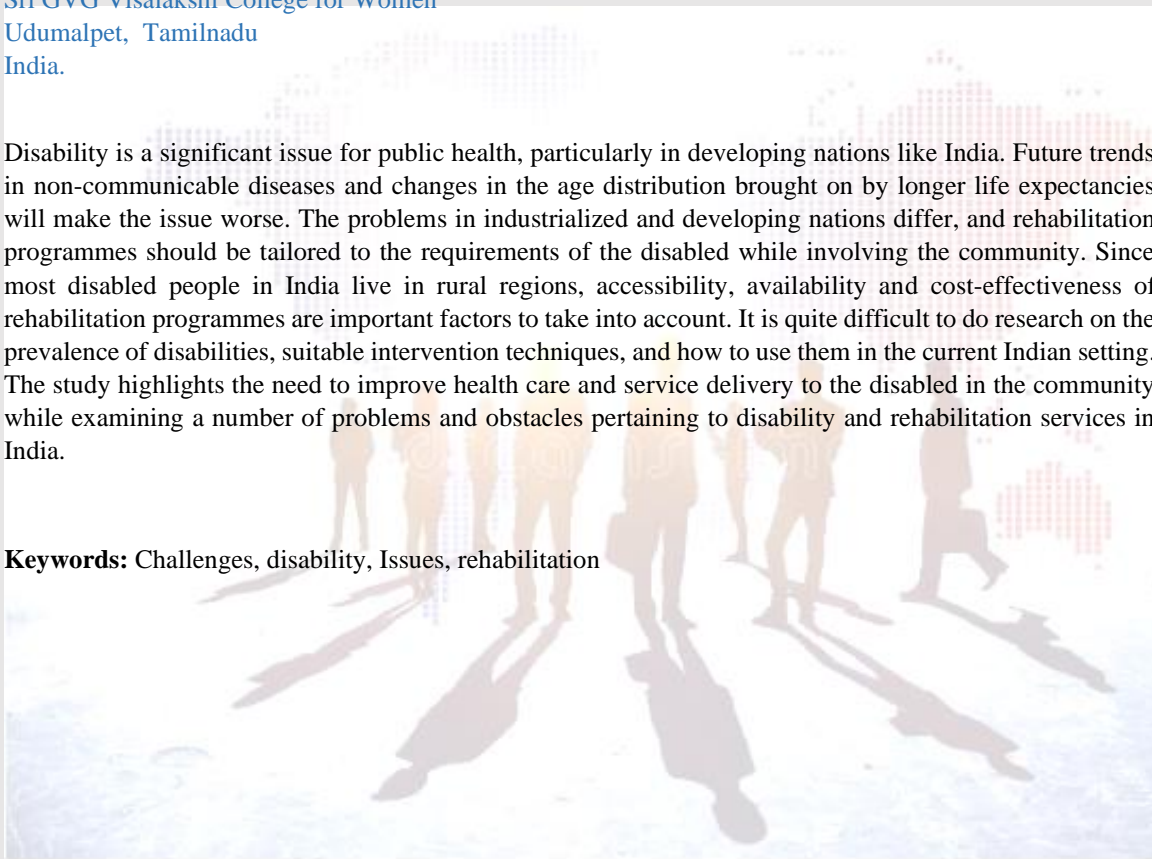 Sri GVG Visalakshi College for Women
Udumalpet, Tamilnadu
India.
Disability is a significant issue for public health, particularly in developing nations like India. Future trends
in non-communicable diseases and changes in the age distribution brought on by longer life expectancies
will make the issue worse. The problems in industrialized and developing nations differ, and rehabilitation
programmes should be tailored to the requirements of the disabled while involving the community. Since
most disabled people in India live in rural regions, accessibility, availability and cost-effectiveness of
rehabilitation programmes are important factors to take into account. It is quite difficult to do research on the
prevalence of disabilities, suitable intervention techniques, and how to use them in the current Indian setting.
The study highlights the need to improve health care and service delivery to the disabled in the community
while examining a number of problems and obstacles pertaining to disability and rehabilitation services in
India.
Keywords: Challenges, disability, Issues, rehabilitation